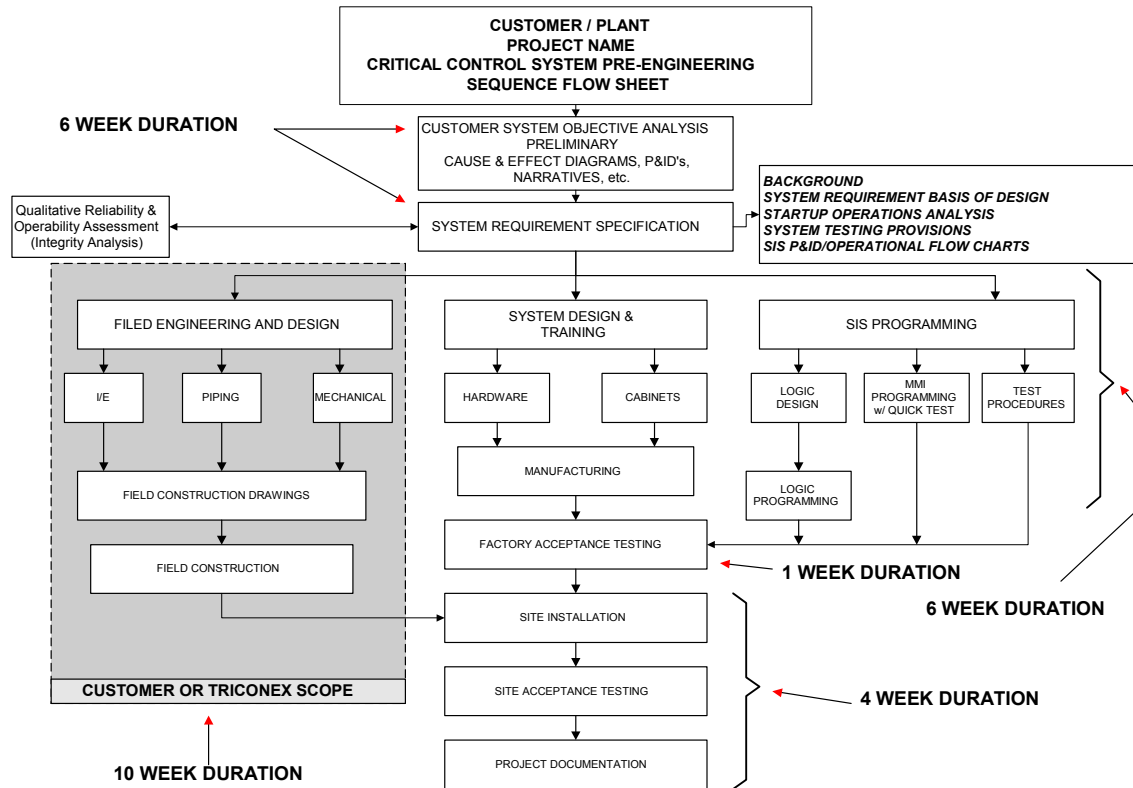 CUSTOMER / PLANT
PROJECT NAME
CRITICAL CONTROL SYSTEM PRE-ENGINEERING
SEQUENCE FLOW SHEET
6 WEEK DURATION
CUSTOMER SYSTEM OBJECTIVE ANALYSIS
PRELIMINARY
CAUSE & EFFECT DIAGRAMS, P&ID's,
NARRATIVES, etc.
Qualitative Reliability &
Operability Assessment
(Integrity Analysis)
SYSTEM REQUIREMENT SPECIFICATION
BACKGROUND
SYSTEM REQUIREMENT BASIS OF DESIGN
STARTUP OPERATIONS ANALYSIS
SYSTEM TESTING PROVISIONS
SIS P&ID/OPERATIONAL FLOW CHARTS
FILED ENGINEERING AND DESIGN
SYSTEM DESIGN &
TRAINING
SIS PROGRAMMING
I/E
PIPING
MECHANICAL
HARDWARE
CABINETS
LOGIC
DESIGN
MMI
PROGRAMMING
w/ QUICK TEST
TEST
PROCEDURES
FIELD CONSTRUCTION DRAWINGS
MANUFACTURING
LOGIC
PROGRAMMING
FIELD CONSTRUCTION
FACTORY ACCEPTANCE TESTING
1 WEEK DURATION
6 WEEK DURATION
SITE INSTALLATION
CUSTOMER OR TRICONEX SCOPE
SITE ACCEPTANCE TESTING
4 WEEK DURATION
10 WEEK DURATION
PROJECT DOCUMENTATION